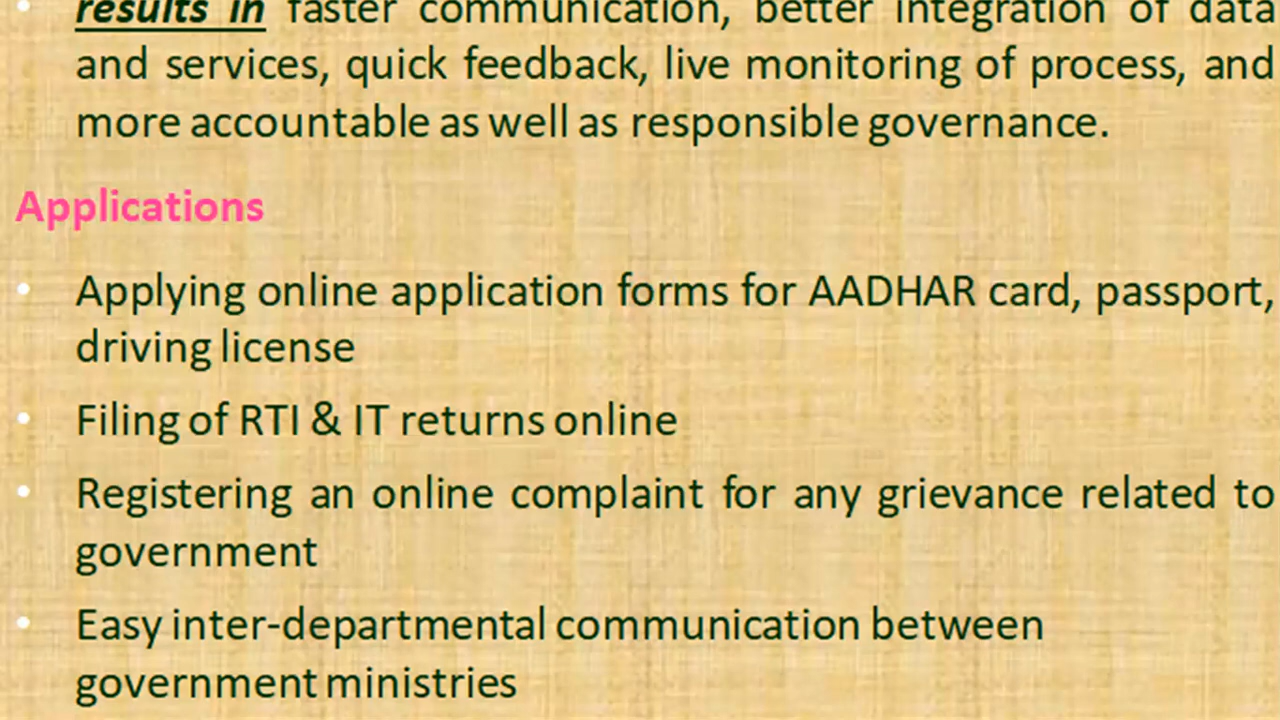 • results in faster communication, better integration of data
and services, quick feedback, live monitoring of process, and
more accountable as well as responsible governance.
Applications
• Applying online application forms for AADHAR card, passport,
driving license
• Filing of RTI & IT returns online
• Registering an online complaint for any grievance related to
government
• Easy inter-departmental communication between
government ministries